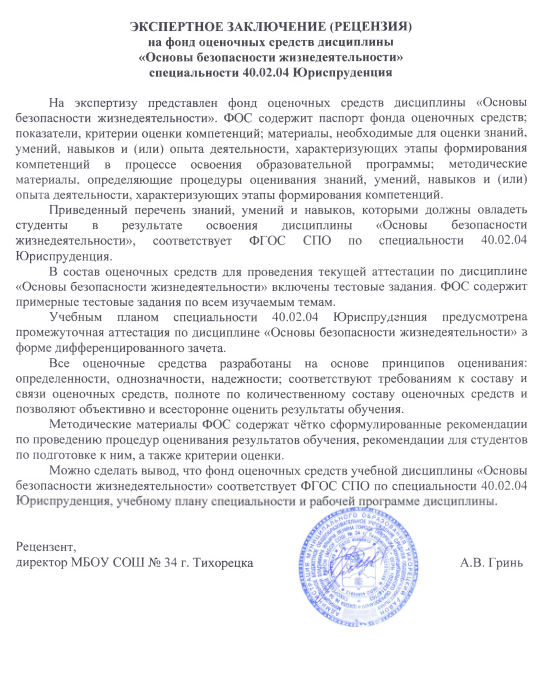 ЭКСПЕРТНОЕ ЗАКЛЮЧЕНИЕ (РЕЦЕНЗИЯ)
на фонд оценочных средств дисциплины
«Основы безопасности жизнедеятельности»
специальности 40.02.04 Юриспруденция
На экспертизу представлен фонд оценочных средств дисциплины «Основы
безопасности жизнедеятельности». ФОС содержит паспорт фонда оценочных средств;
показатели, критерии оценки компетенций; материалы, необходимые для оценки знаний,
умений, навыков и (или) опыта деятельности, характеризующих этапы формирования
компетенций в процессе освоения образовательной программы; методические
материалы, определяющие процедуры оценивания знаний, умений, навыков и (или)
опыта деятельности, характеризующих этапы формирования компетенций.
Приведенный перечень знаний, умений и навыков, которыми должны овладеть
студенты в результате освоения дисциплины «Основы безопасности
жизнедеятельности», соответствует ФГОС СПО по специальности 40.02.04
Юриспруденция.
В состав оценочных средств для проведения текущей аттестации по дисциплине
«Основы безопасности жизнедеятельности» включены тестовые задания. ФОС содержит
примерные тестовые задания по всем изучаемым темам.
Учебным планом специальности 40.02.04 Юриспруденция предусмотрена
промежуточная аттестация по дисциплине «Основы безопасности жизнедеятельности» в
форме дифференцированного зачета.
Все оценочные средства разработаны на основе принципов оценивания:
определенности, однозначности, надежности; соответствуют требованиям к составу и
связи оценочных средств, полноте по количественному составу оценочных средств и
позволяют объективно и всесторонне оценить результаты обучения.
Методические материалы ФОС содержат чётко сформулированные рекомендации
по проведению процедур оценивания результатов обучения, рекомендации для студентов
по подготовке к ним, а также критерии оценки.
Можно сделать вывод, что фонд оценочных средств учебной дисциплины «Основы
безопасности жизнедеятельности» соответствует ФГОС СПО по специальности 40.02.04
Юриспруденция, учебному плану специальности и рабочей программе дисциплины.
Рецензент,
директор МБОУ СОШ № 34 г. Тихорецка А.В. Гринь